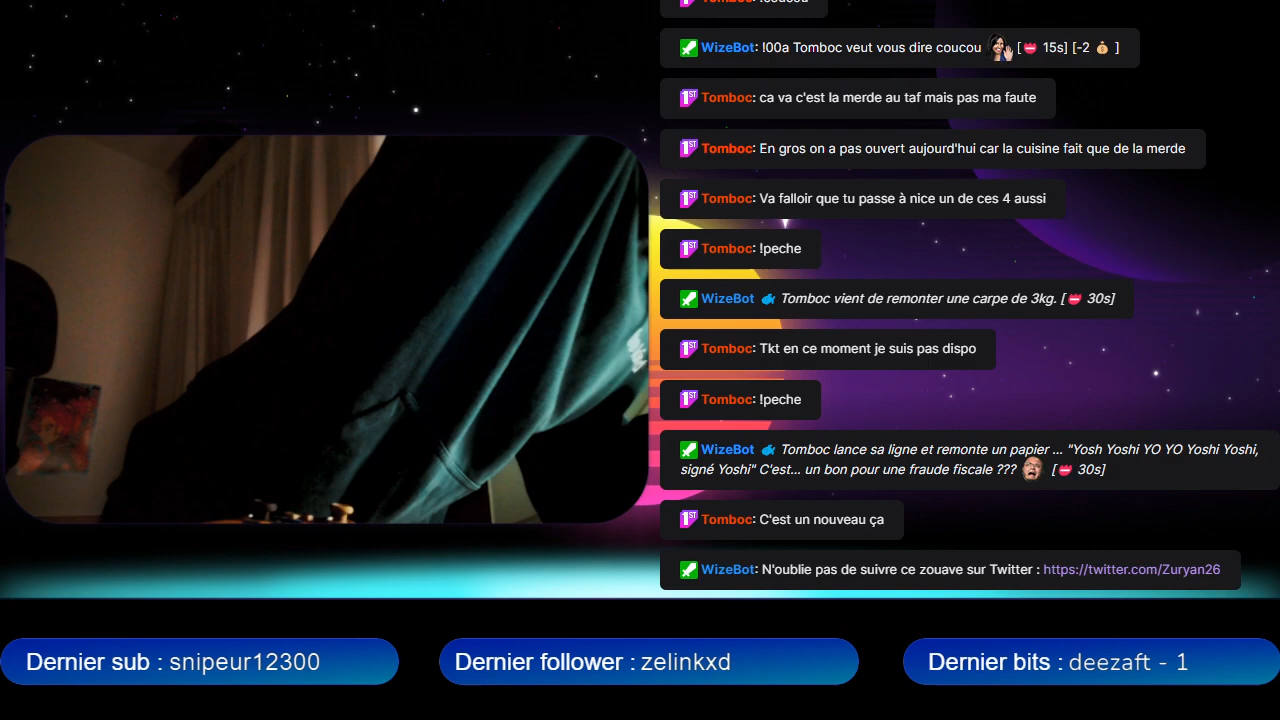 Tomboc: !coucou
WizeBot: !00a Tomboc veut vous dire coucou [ 15s] [-2 ]
Tomboc: ca va c'est la merde au taf mais pas ma faute
Tomboc: En gros on a pas ouvert aujourd'hui car la cuisine fait que de la merde
Tomboc: Va falloir que tu passe à nice un de ces 4 aussi
Tomboc: !peche
WizeBot Tomboc vient de remonter une carpe de 3kg. [ 30s]
Tomboc: Tkt en ce moment je suis pas dispo
Tomboc: !peche
WizeBot Tomboc lance sa ligne et remonte un papier ... "Yosh Yoshi YO YO Yoshi Yoshi,
signé Yoshi" C'est... un bon pour une fraude fiscale ??? [ 30s]
Tomboc: C'est un nouveau ça
WizeBot: N'oublie pas de suivre ce zouave sur Twitter : https://twitter.com/Zuryan26
Dernier sub : snipeur12300
Dernier follower : zelinkxd
Dernier bits : deezaft - 1